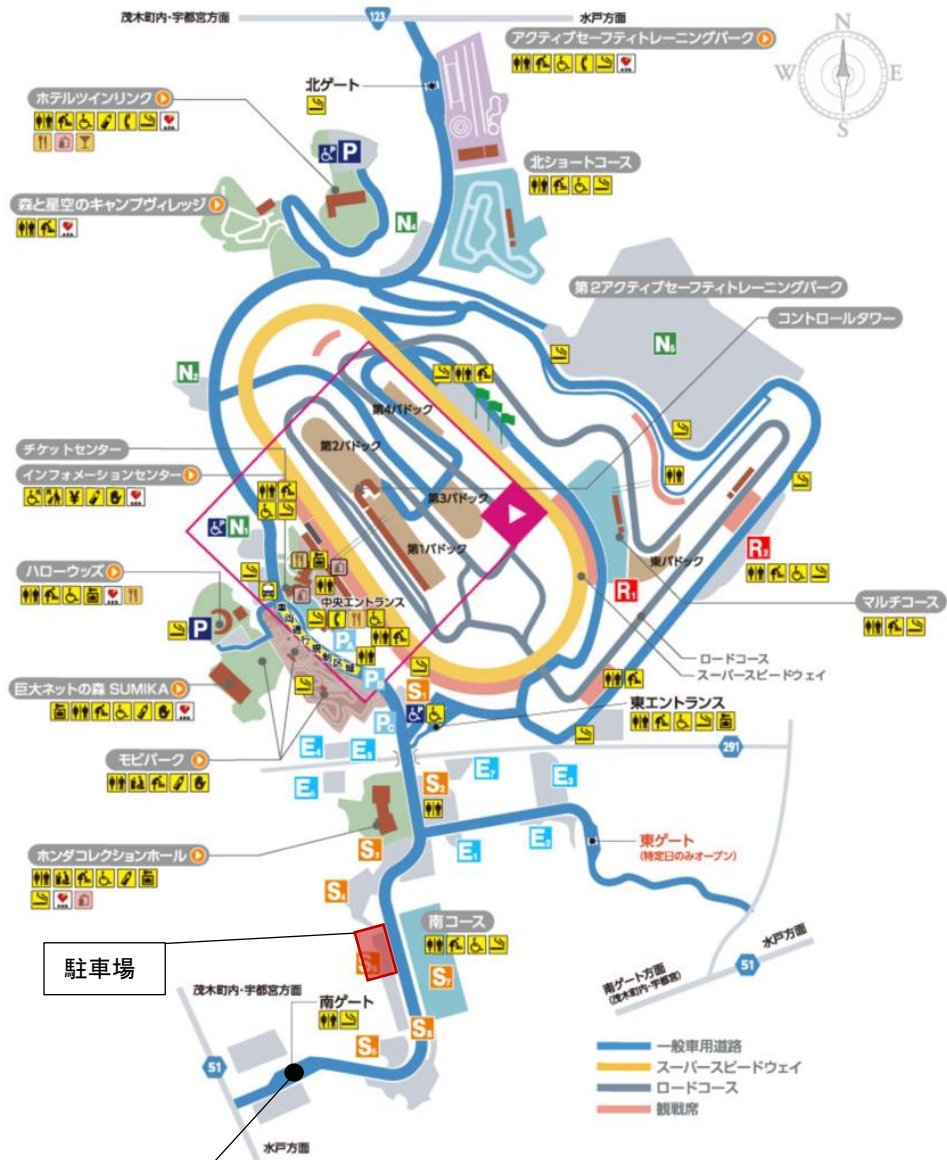 茂木町内・宇都宮方面
123
水戸方面
アクティブセーフティトレーニングパーク
N
W
E
S
北ゲート
ホテルツインリンク
AED
P
P
北ショートコース
森と星空のキャンプヴィレッジ
AED
N4
第2アクティブセーフティトレーニングパーク
コントロールタワー
N5
N2
第4パドック
第2パドック
チケットセンター
インフォメーションセンター
第3パドック
N1
第1パドック
東パドック
R2
R1
ハローウッズ
P
中央エントランス
車両通行規制区域
PA
マルチコース
ロードコース
スーパースピードウェイ
巨大ネットの森 SUMIKA
PB
S1
東エントランス
PC
モビパーク
E4
E5
291
E6
S2
E7
E3
ホンダコレクションホール
S3
E1
E2
東ゲート
(特定日のみオープン)
S4
南コース
駐車場
S7
水戸方面
51
南ゲート方面
(茂木町内・宇都宮)
茂木町内・宇都宮方面
南ゲート
S8
S6
51
水戸方面
一般車用道路
スーパースピードウェイ
ロードコース
観戦席